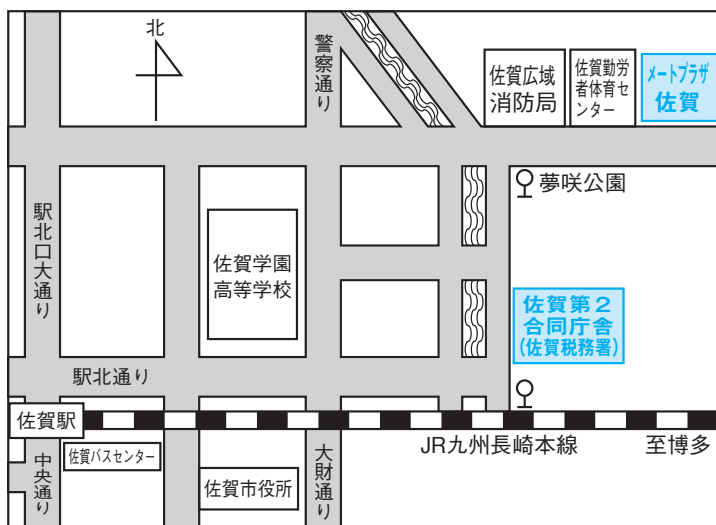 北
警察通り
佐賀広域
消防局
佐賀勤労
者体育セ
ンター
メートプラザ
佐賀
夢咲公園
駅北口大通り
佐賀学園
高等学校
佐賀第2
合同庁舎
(佐賀税務署)
駅北通り
佐賀駅
JR九州長崎本線
至博多
中央通り
佐賀バスセンター
佐賀市役所
大財通り